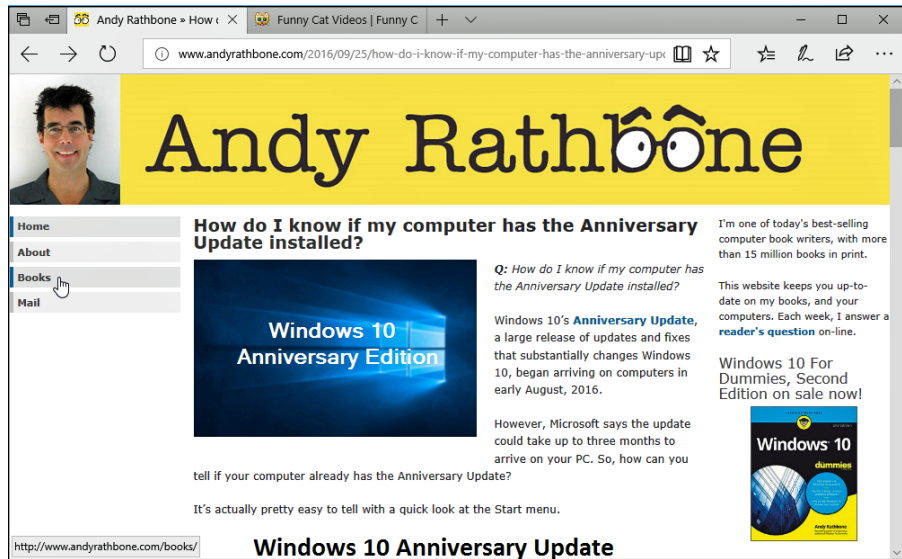 Andy Rathbone » How
Funny Cat Videos | Funny C
www.andyrathbone.com/2016/09/25/how-do-i-know-if-my-computer-has-the-anniversary-upc
Andy Rathbone
Home
About
Books
Mail
How do I know if my computer has the Anniversary
Update installed?
Windows 10
Anniversary Edition
Q: How do I know if my computer has
the Anniversary Update installed?
Windows 10’s Anniversary Update,
a large release of updates and fixes
that substantially changes Windows
10, began arriving on computers in
early August, 2016.
However, Microsoft says the update
could take up to three months to
arrive on your PC. So, how can you
tell if your computer already has the Anniversary Update?
It’s actually pretty easy to tell with a quick look at the Start menu.
Windows 10 Anniversary Update
I'm one of today's best-selling
computer book writers, with more
than 15 million books in print.
This website keeps you up-to-
date on my books, and your
computers. Each week, I answer a
reader's question on-line.
Windows 10 For
Dummies, Second
Edition on sale now!
Windows 10
dummies
Andy Rathbone
http://www.andyrathbone.com/books/